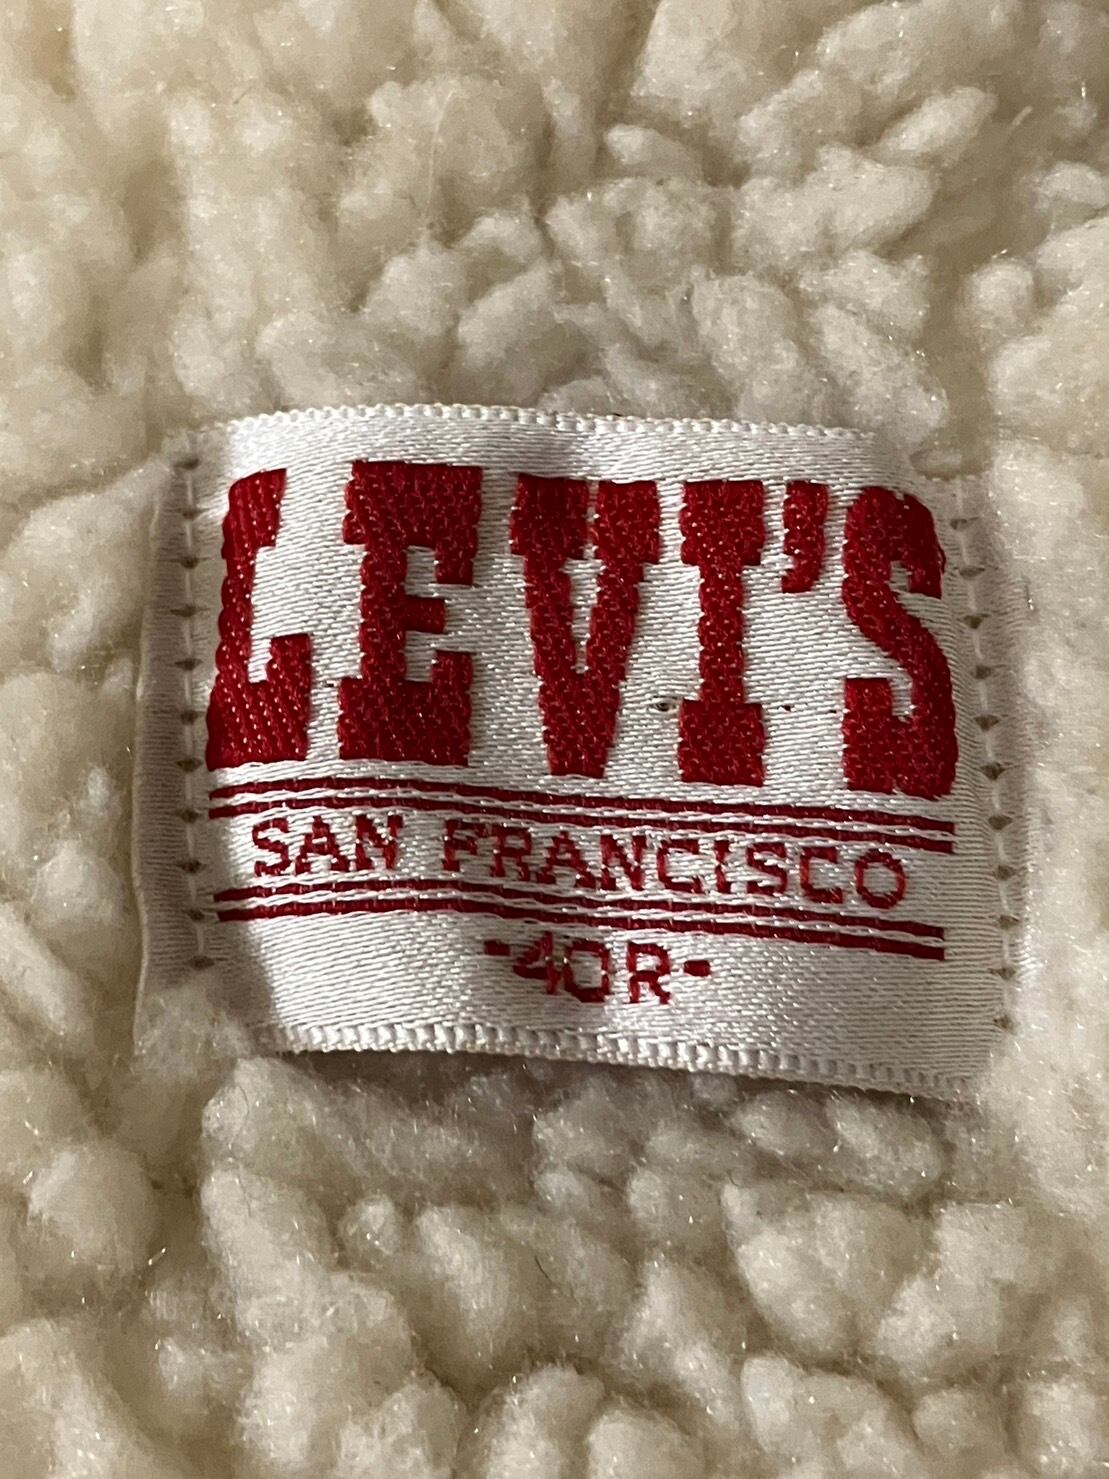 LEVI'S
SAN FRANCISCO
-40R-